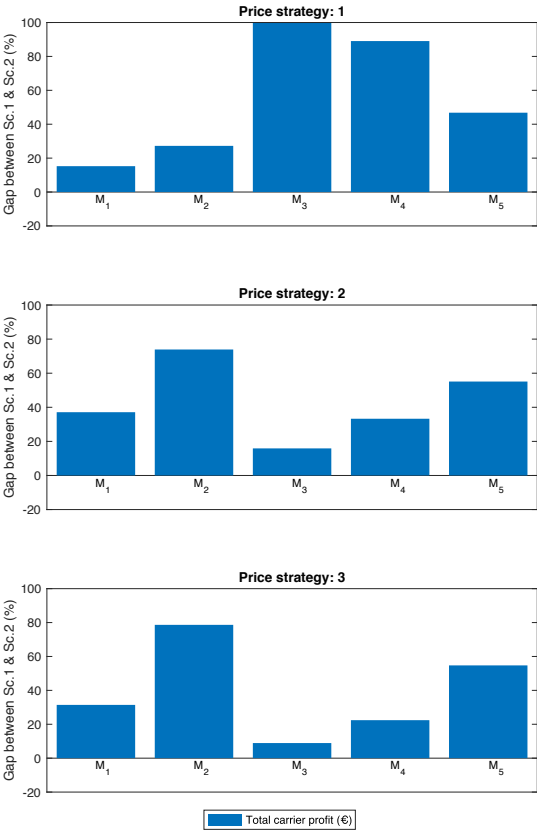 Price strategy: 1
Gap between Sc.1 & Sc.2 (%)
100
80
60
40
20
0
-20
M1 M2 M3 M4 M5
Price strategy: 2
Gap between Sc.1 & Sc.2 (%)
100
80
60
40
20
0
-20
M1 M2 M3 M4 M5
Price strategy: 3
Gap between Sc.1 & Sc.2 (%)
100
80
60
40
20
0
-20
M1 M2 M3 M4 M5
Total carrier profit (€)